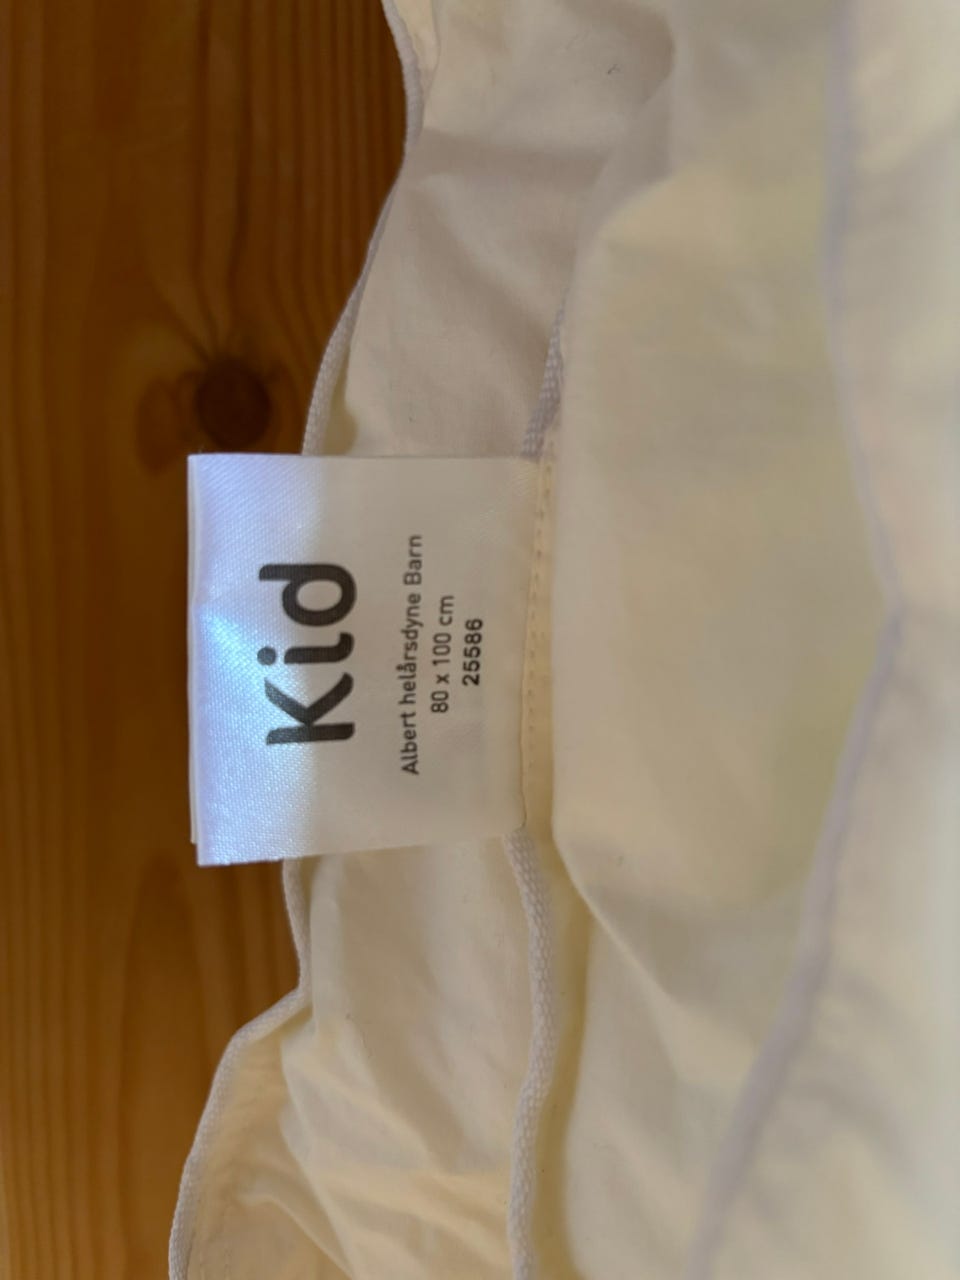 Kid
Albert helårsdyne Barn
80 x 100 cm
25586